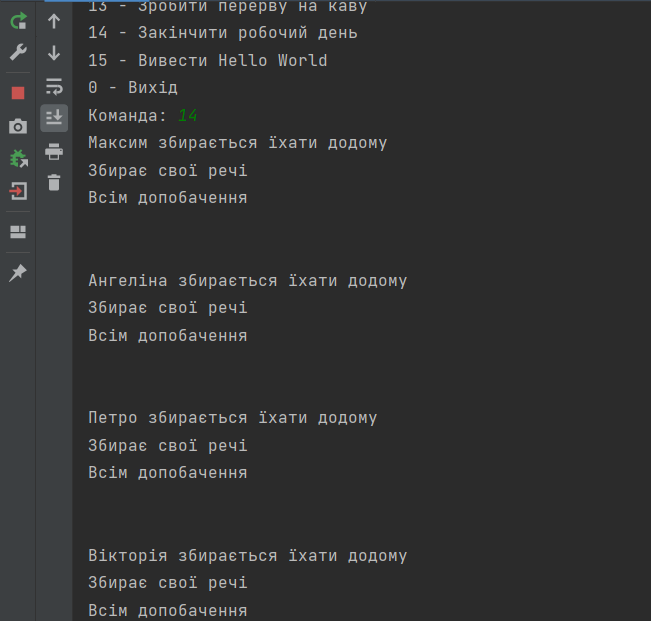 13 - Зробити перерву на каву
14 - Закінчити робочий день
15 - Вивести Hello World
0 - Вихід
Команда: 14
Максим збирається їхати додому
Збирає свої речі
Всім допобачення
Ангеліна збирається їхати додому
Збирає свої речі
Всім допобачення
Петро збирається їхати додому
Збирає свої речі
Всім допобачення
Вікторія збирається їхати додому
Збирає свої речі
Всім допобачення